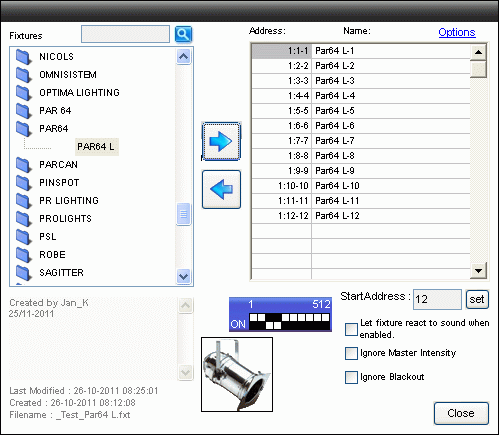 Fixtures
NICOLS
OMNISISTEM
OPTIMA LIGHTING
PAR 64
PAR64
PAR64 L
PARCAN
PINSPOT
PR LIGHTING
PROLIGHTS
PSL
ROBE
SAGITTER
Created by Jan_K
25/11-2011
Last Modified : 26-10-2011 08:25:01
Created : 26-10-2011 08:12:08
Filename : _Test_Par64 L.fxt
Address: Name: Options
1:1-1 Par64 L-1
1:2-2 Par64 L-2
1:3-3 Par64 L-3
1:4-4 Par64 L-4
1:5-5 Par64 L-5
1:6-6 Par64 L-6
1:7-7 Par64 L-7
1:8-8 Par64 L-8
1:9-9 Par64 L-9
1:10-10 Par64 L-10
1:11-11 Par64 L-11
1:12-12 Par64 L-12
1 512
ON
StartAddress : 12 set
Let fixture react to sound when
enabled.
Ignore Master Intensity
Ignore Blackout
Close